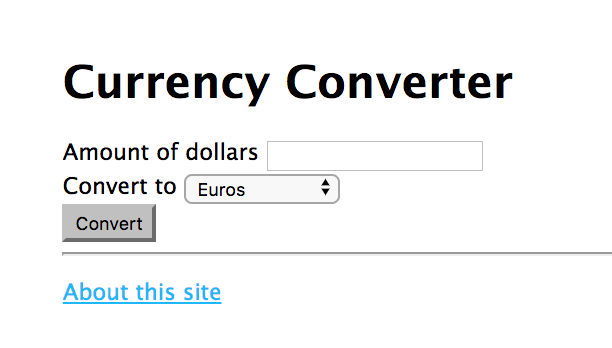 Currency Converter
Amount of dollars
Convert to Euros
Convert
About this site